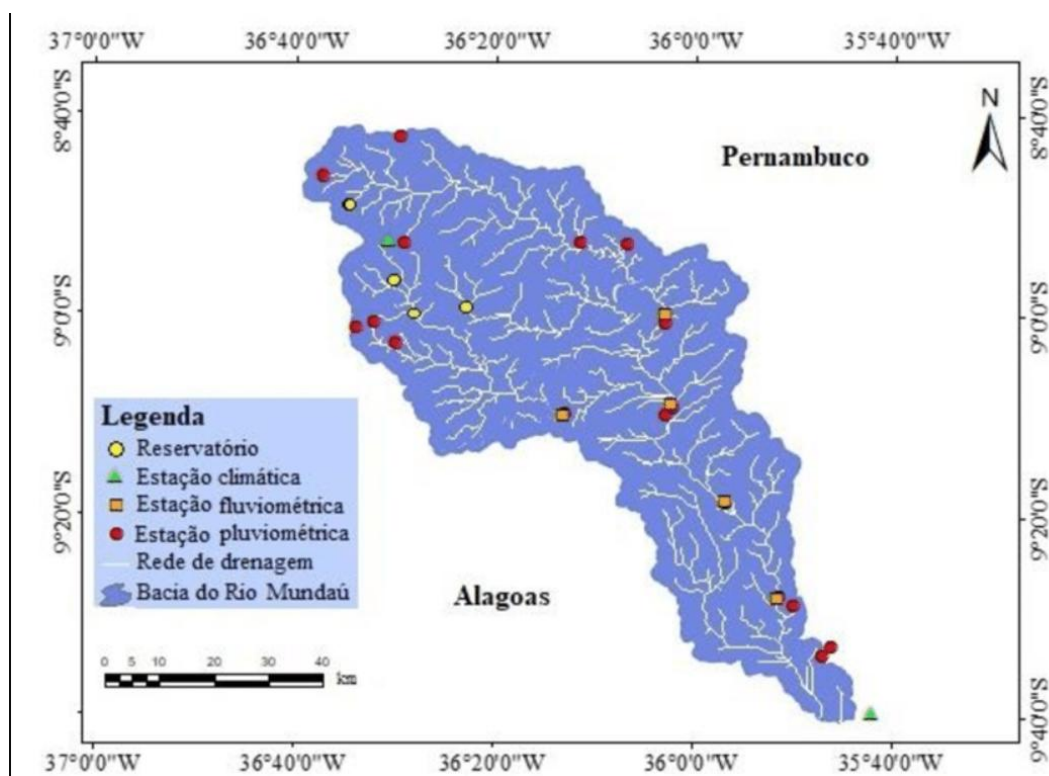 37°0'0"W 36°40'0"W 36°20'0"W 36°0'0"W 35°40'0"W
8°40'0"S 8°40'0"S
N
Pernambuco
9°0'0"S 9°0'0"S
Legenda
Reservatório
Estação climática
Estação fluviométrica
Estação pluviométrica
Rede de drenagem
Bacia do Rio Mundaú
9°20'0"S 9°20'0"S
Alagoas
0 5 10 20 30 40
km
9°40'0"S
37°0'0"W 36°40'0"W 36°20'0"W 36°0'0"W 35°40'0"W